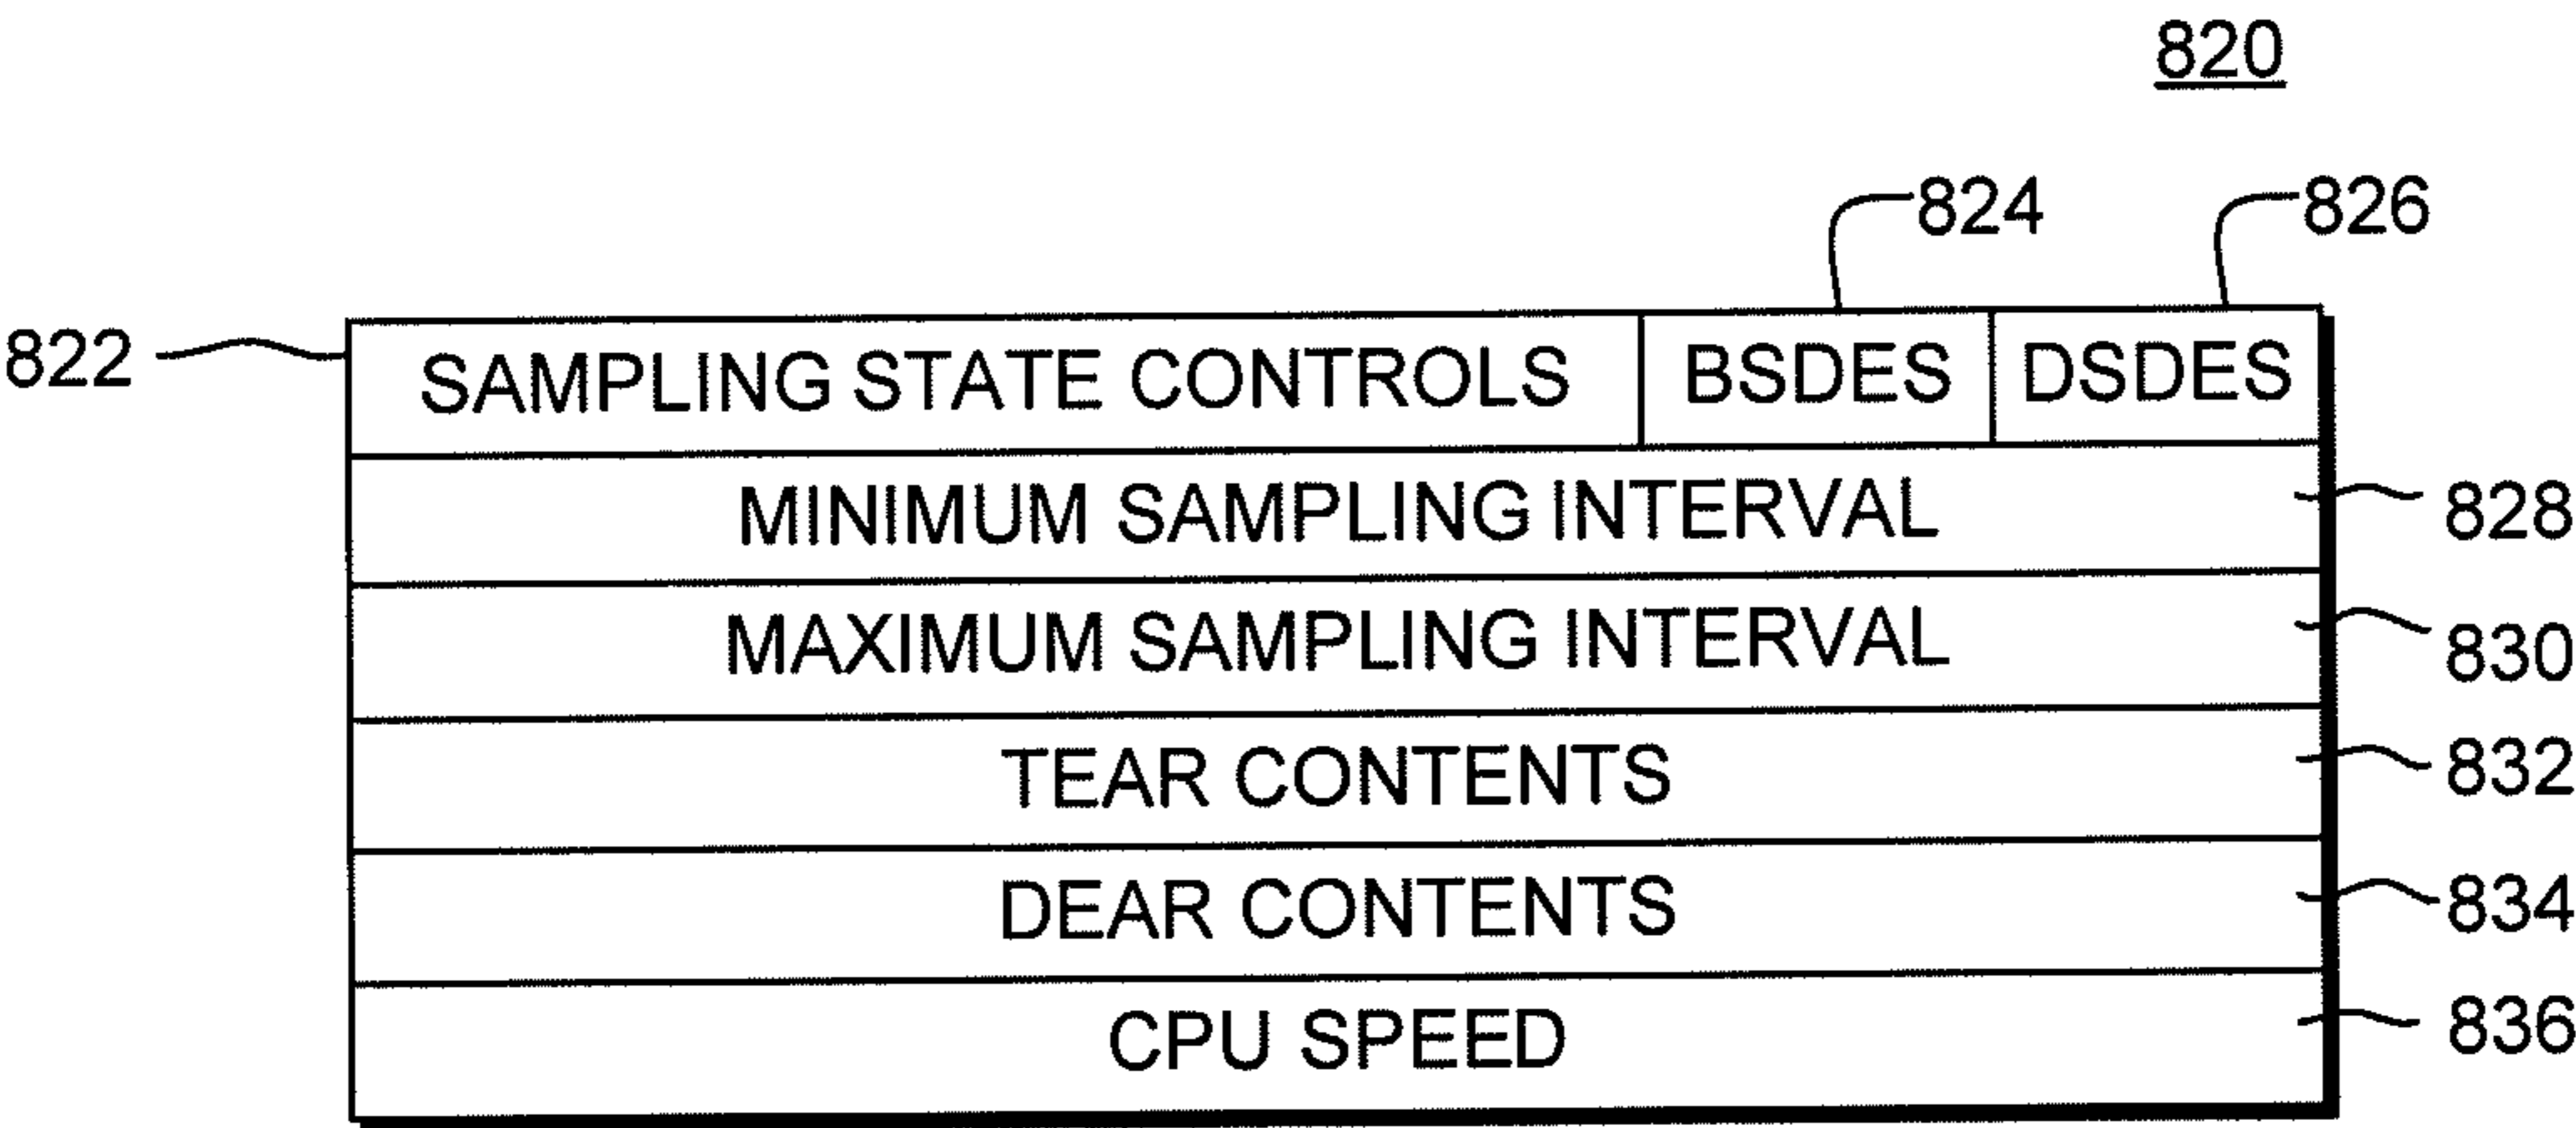 820
824 826
822 SAMPLING STATE CONTROLS BSDES DSDES
MINIMUM SAMPLING INTERVAL 828
MAXIMUM SAMPLING INTERVAL 830
TEAR CONTENTS 832
DEAR CONTENTS 834
CPU SPEED 836